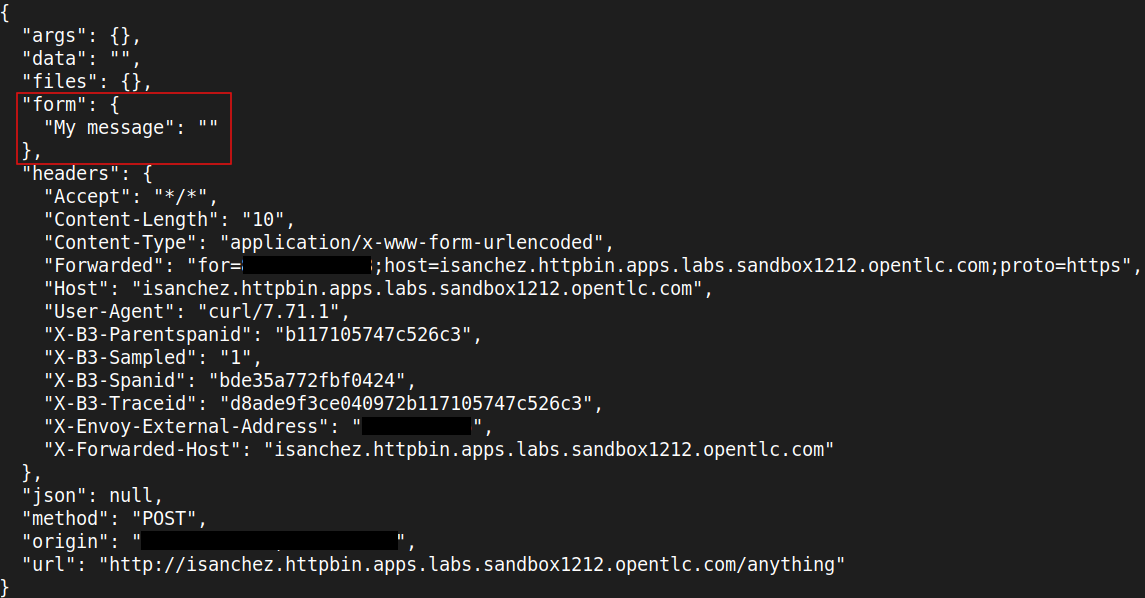 {
  "args": {},
  "data": "",
  "files": {},
  "form": {
    "My message": ""
  },
  "headers": {
    "Accept": "*/*",
    "Content-Length": "10",
    "Content-Type": "application/x-www-form-urlencoded",
    "Forwarded": "for= ;host=isanchez.httpbin.apps.labs.sandbox1212.opentlc.com;proto=https",
    "Host": "isanchez.httpbin.apps.labs.sandbox1212.opentlc.com",
    "User-Agent": "curl/7.71.1",
    "X-B3-Parentspanid": "b117105747c526c3",
    "X-B3-Sampled": "1",
    "X-B3-Spanid": "bde35a772fbf0424",
    "X-B3-Traceid": "d8ade9f3ce040972b117105747c526c3",
    "X-Envoy-External-Address": " ",
    "X-Forwarded-Host": "isanchez.httpbin.apps.labs.sandbox1212.opentlc.com"
  },
  "json": null,
  "method": "POST",
  "origin": " ",
  "url": "http://isanchez.httpbin.apps.labs.sandbox1212.opentlc.com/anything"
}